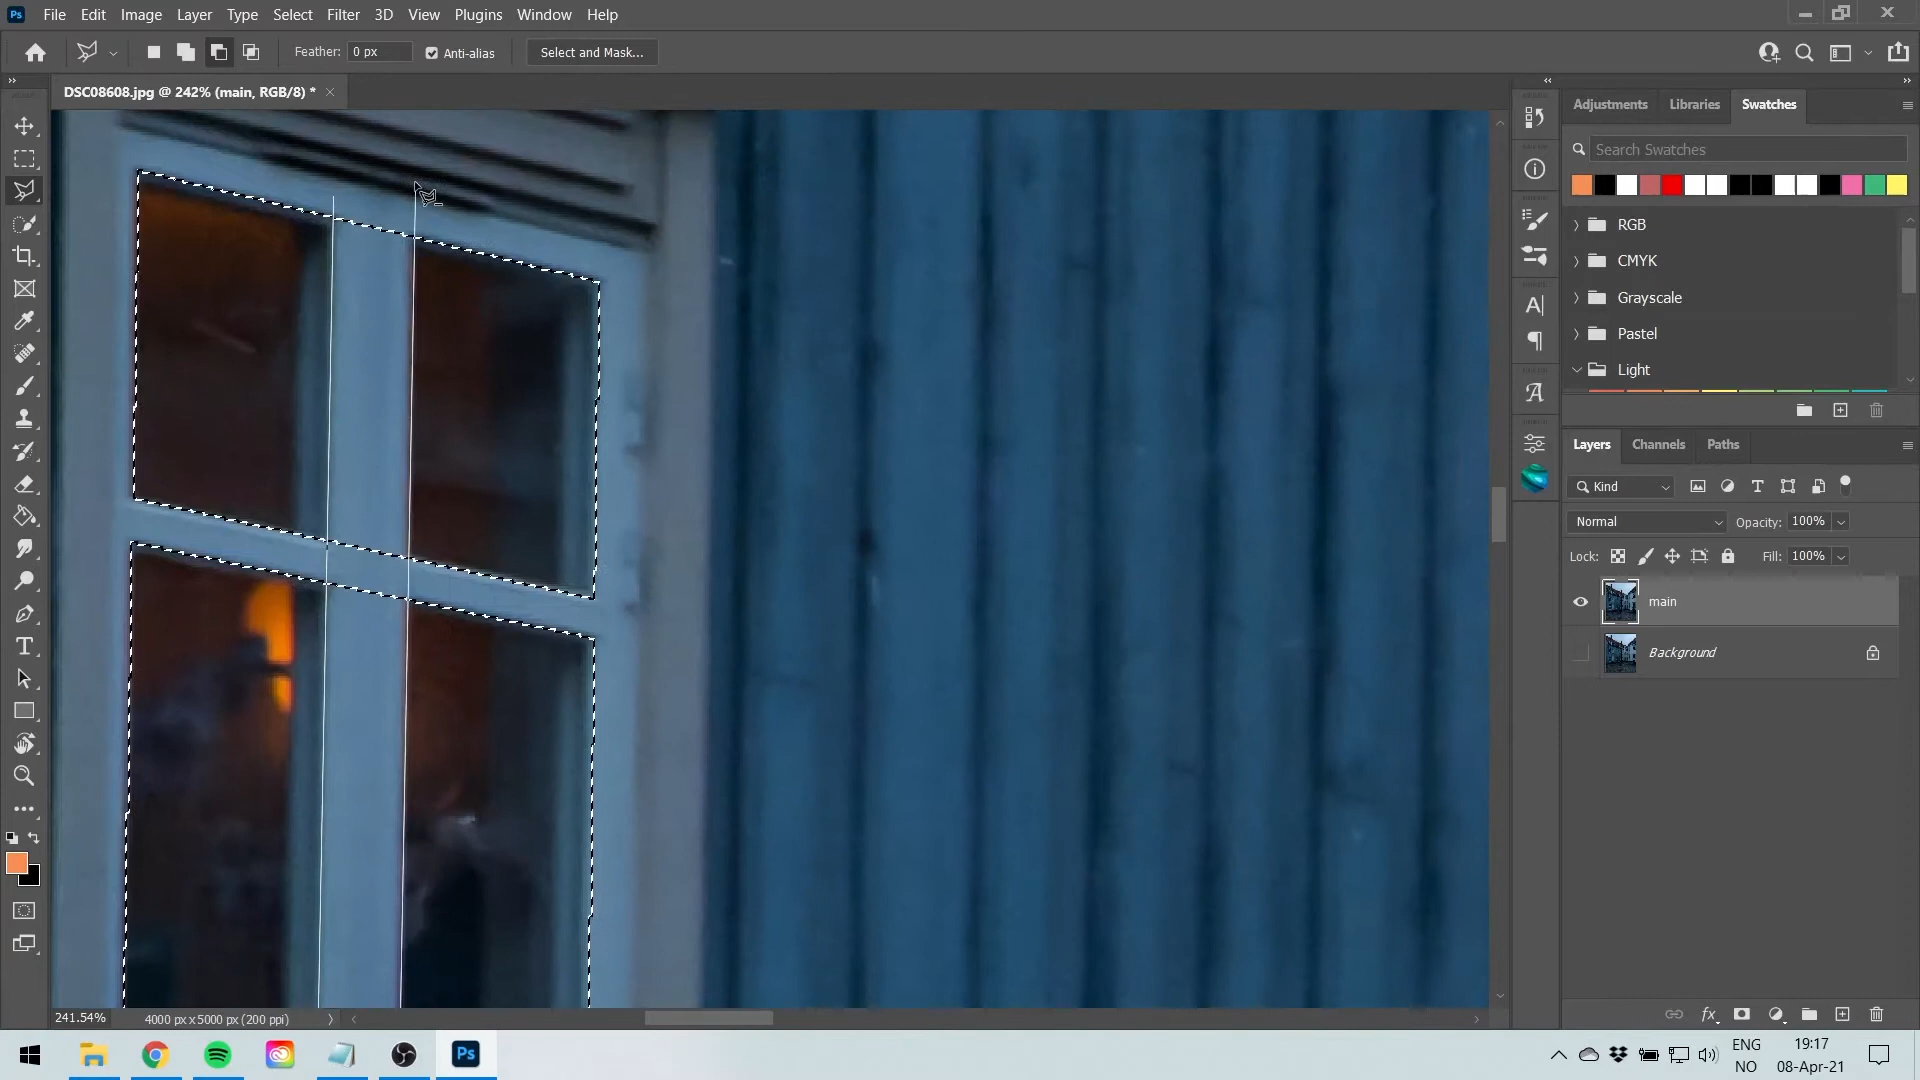 Ps File Edit Image Layer Type Select Filter 3D View Plugins Window Help
Feather: 0 px Anti-alias Select and Mask...
DSC08608.jpg @ 242% (main, RGB/8) * ×
Adjustments Libraries Swatches
Search Swatches
RGB
CMYK
Grayscale
Pastel
Light
Layers Channels Paths
Kind
Normal Opacity: 100%
Lock: Fill: 100%
main
Background
241.54% 4000 px x 5000 px (200 ppi)
Ps
ENG
NO
19:17
08-Apr-21